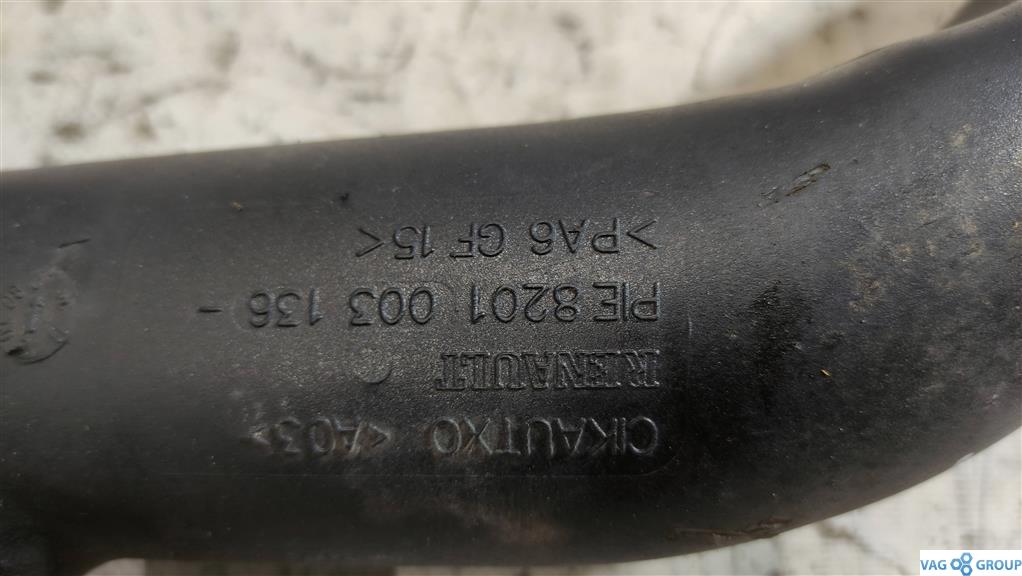 CIKAUTXO <A03>
RENAULT
PIE 8201 003 136 -
>PA6 GF 15<
VAG GROUP